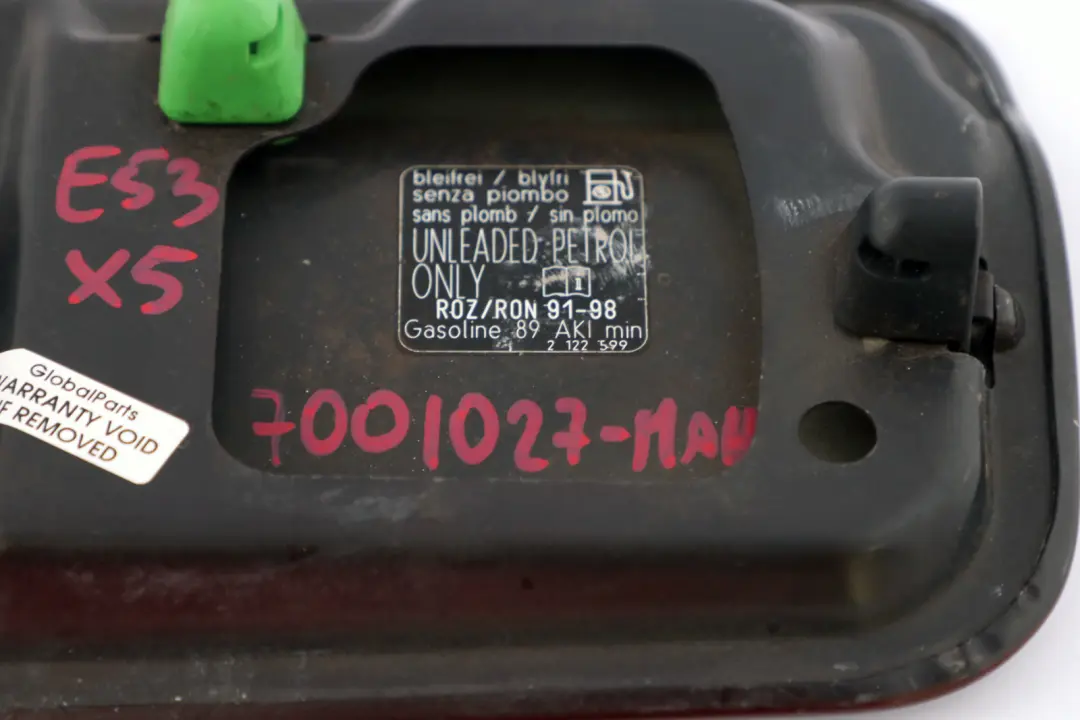 E53
X5
bleifrei / blyfri
senza piombo
sans plomb / sin plomo
UNLEADED PETROL
ONLY
i
ROZ/RON 91-98
Gasoline 89 AKI min
2 122 599
GlobalParts
WARRANTY VOID
IF REMOVED
7001027-MAH